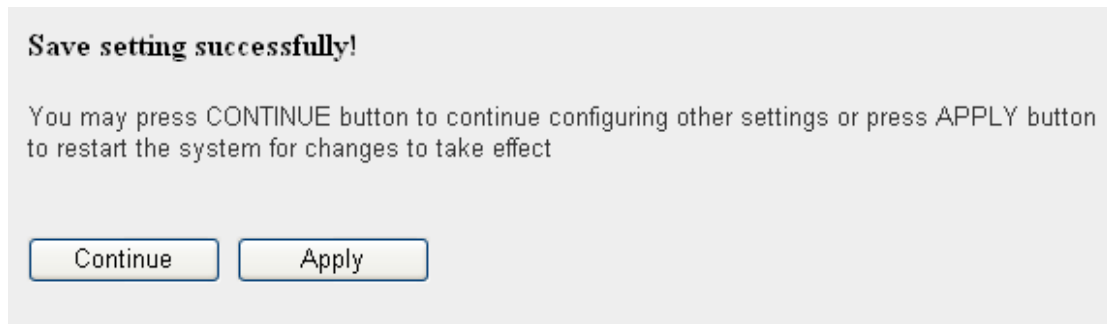 Save setting successfully!
You may press CONTINUE button to continue configuring other settings or press APPLY button
to restart the system for changes to take effect
Continue
Apply